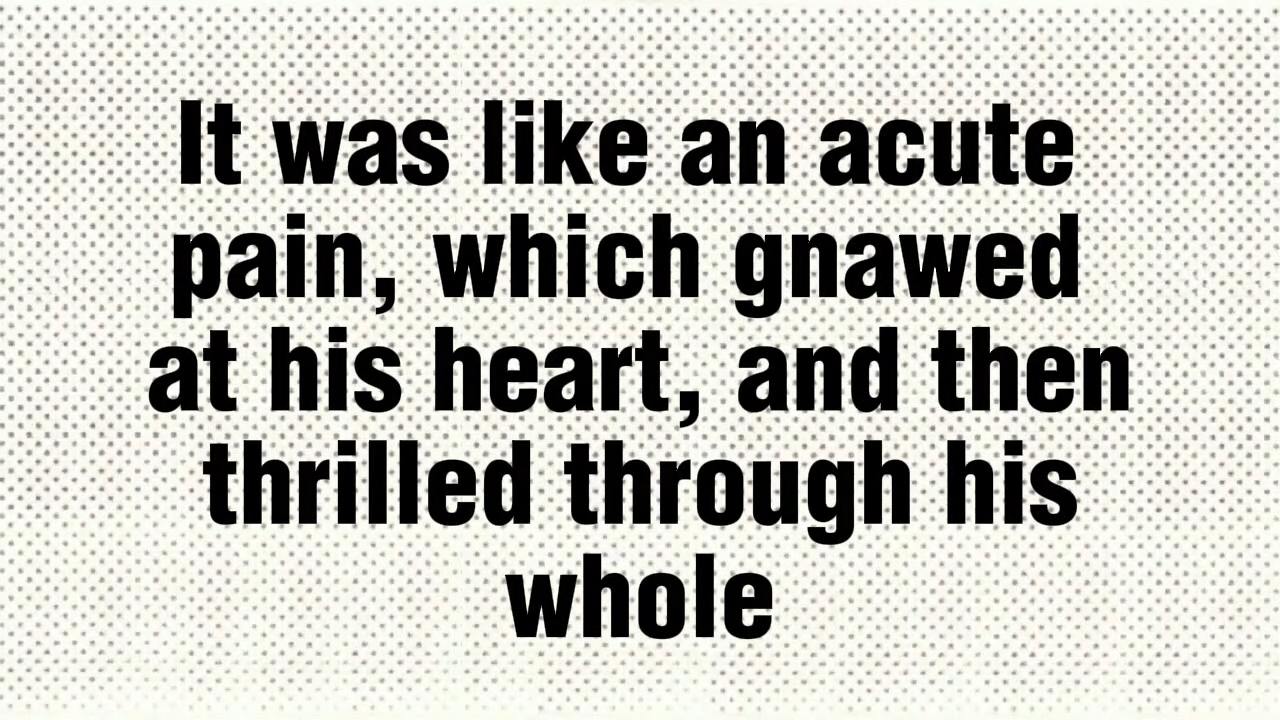 It was like an acute
pain, which gnawed
at his heart, and then
thrilled through his
whole